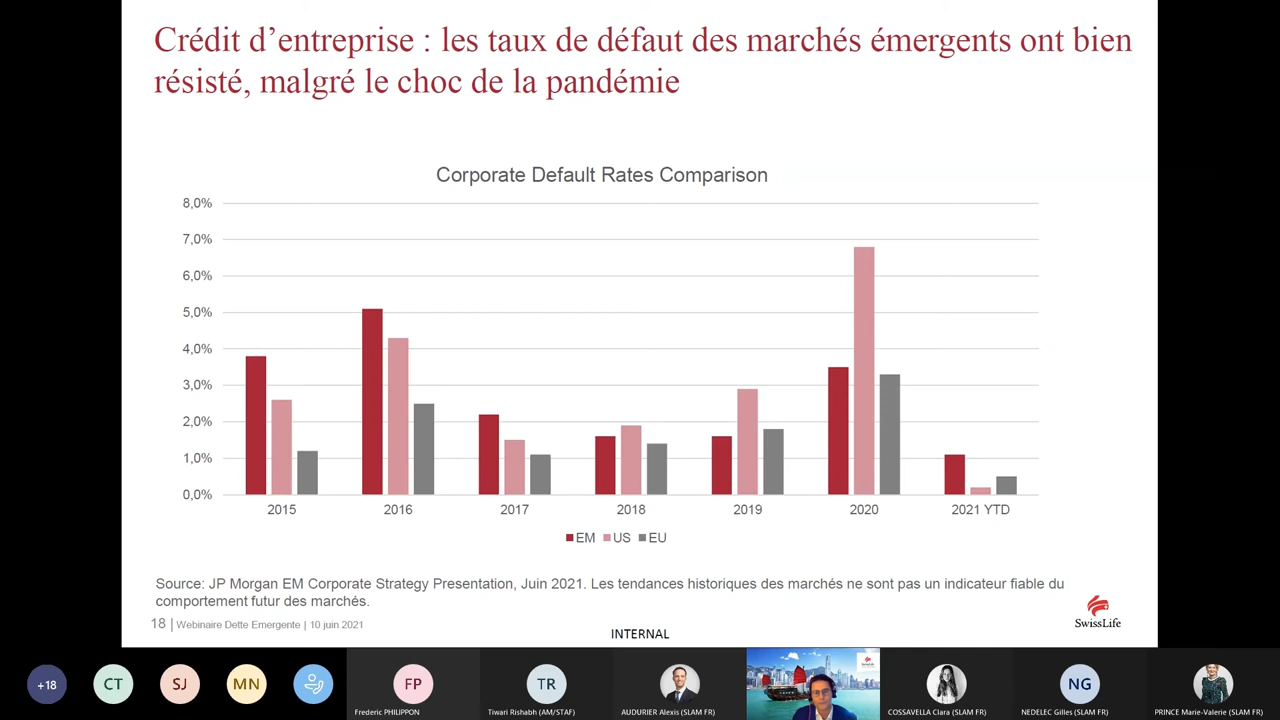 Crédit d’entreprise : les taux de défaut des marchés émergents ont bien
résisté, malgré le choc de la pandémie
Corporate Default Rates Comparison
8,0%
7,0%
6,0%
5,0%
4,0%
3,0%
2,0%
1,0%
0,0%
2015 2016 2017 2018 2019 2020 2021 YTD
EM US EU
Source: JP Morgan EM Corporate Strategy Presentation, Juin 2021. Les tendances historiques des marchés ne sont pas un indicateur fiable du
comportement futur des marchés.
18 | Webinaire Dette Emergente | 10 juin 2021
SwissLife
INTERNAL
+18 CT SJ MN FP TR NG
Frederic PHILIPPON Tiwari Rishabh (AM/STAF) AUDURIER Alexis (SLAM FR) COSSAVELLA Clara (SLAM FR) NEDELEC Gilles (SLAM FR) PRINCE Marie-Valerie (SLAM FR)